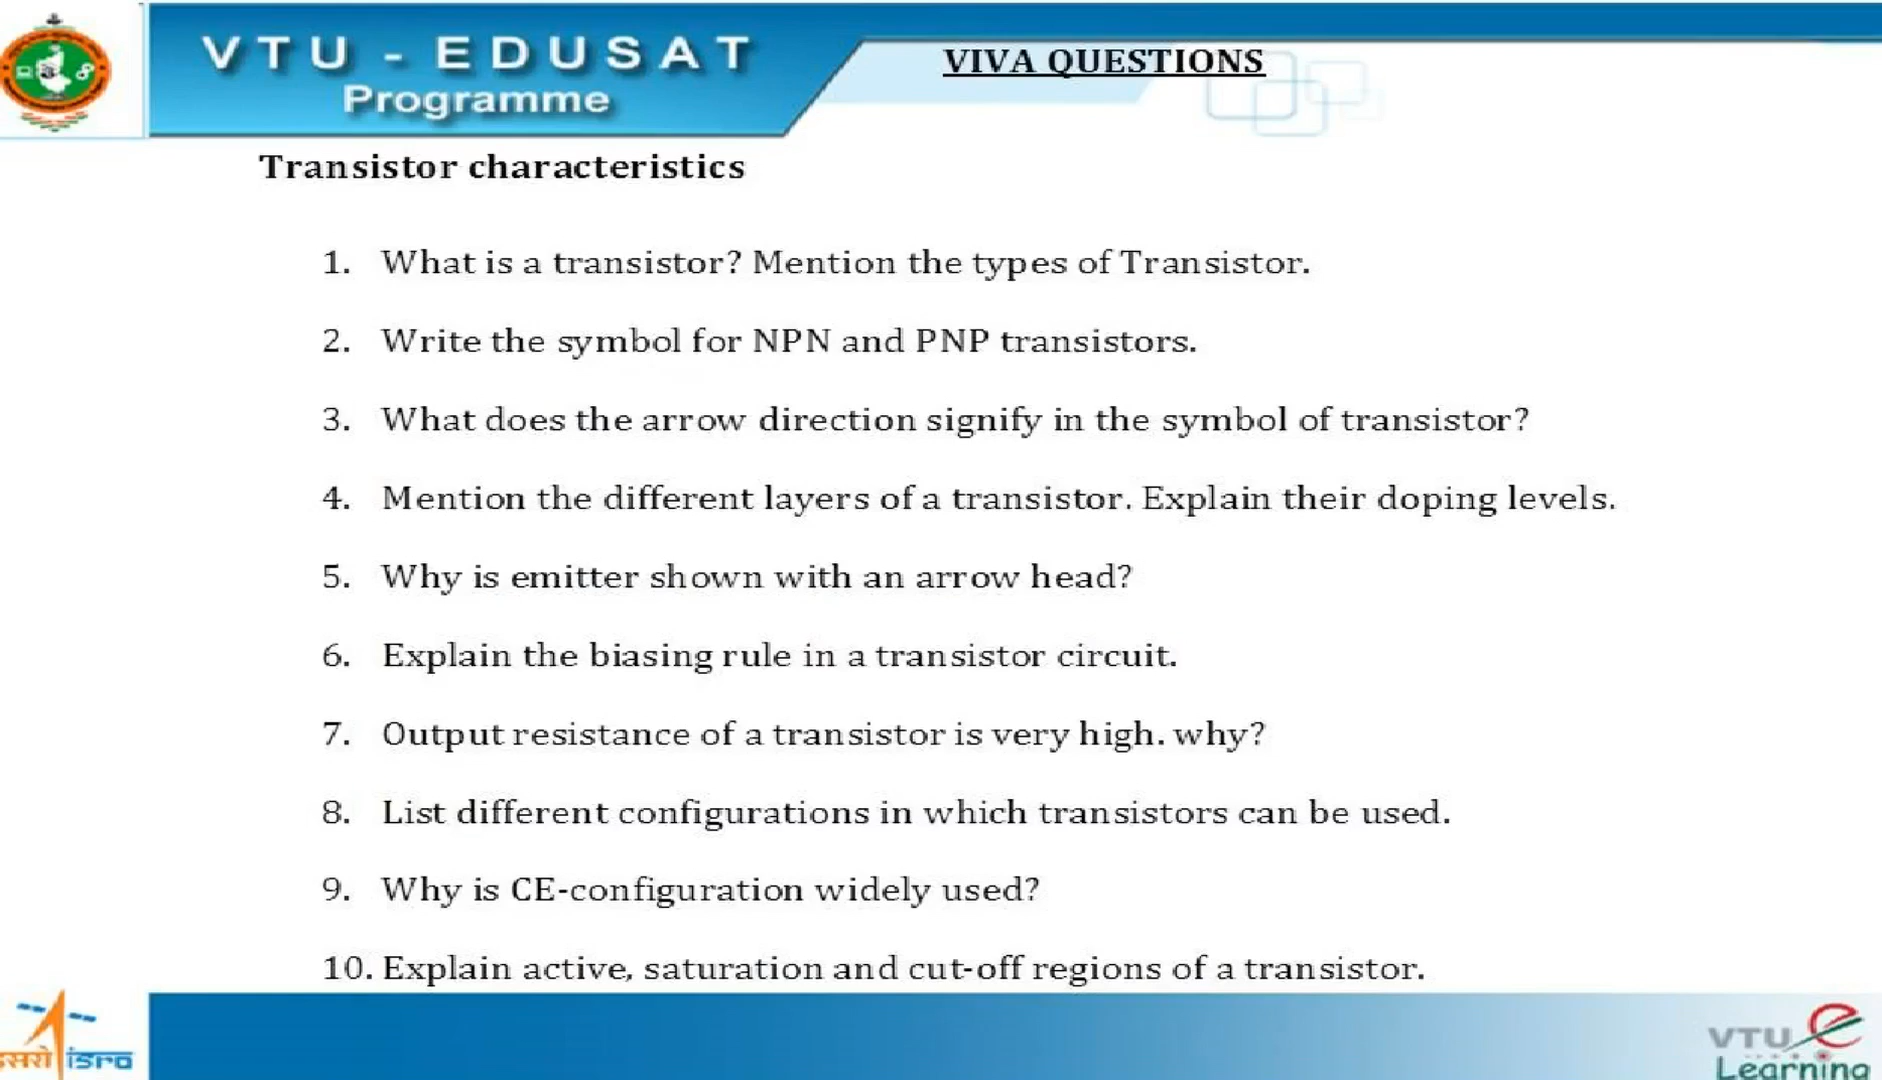 VTU - EDUSAT
Programme
VIVA QUESTIONS
Transistor characteristics
1. What is a transistor? Mention the types of Transistor.
2. Write the symbol for NPN and PNP transistors.
3. What does the arrow direction signify in the symbol of transistor?
4. Mention the different layers of a transistor. Explain their doping levels.
5. Why is emitter shown with an arrow head?
6. Explain the biasing rule in a transistor circuit.
7. Output resistance of a transistor is very high. why?
8. List different configurations in which transistors can be used.
9. Why is CE-configuration widely used?
10. Explain active, saturation and cut-off regions of a transistor.
इसरो isro
VTU e
Learning